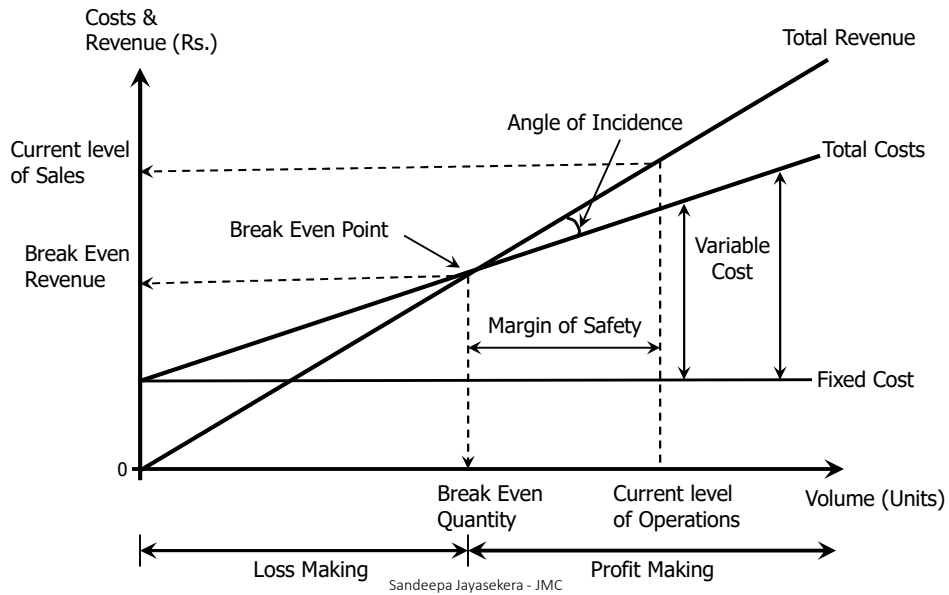 Costs &
Revenue (Rs.)
Total Revenue
Angle of Incidence
Total Costs
Current level
of Sales
Break Even Point
Break Even
Revenue
Variable
Cost
Margin of Safety
Fixed Cost
0
Break Even
Quantity
Current level
of Operations
Volume (Units)
Loss Making
Profit Making
Sandeepa Jayasekera - JMC